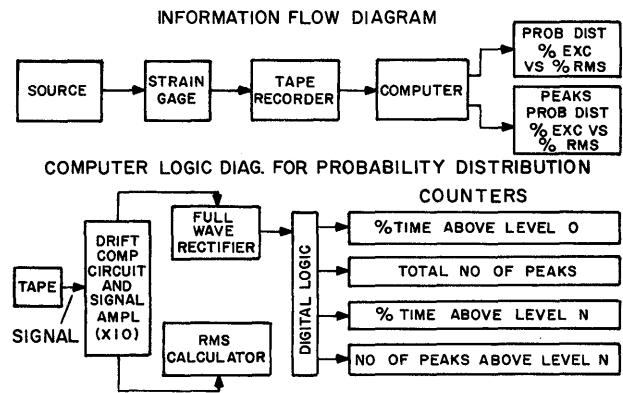 INFORMATION FLOW DIAGRAM
SOURCE
STRAIN
GAGE
TAPE
RECORDER
COMPUTER
PROB DIST
% EXC
VS % RMS
PEAKS
PROB DIST
% EXC VS
% RMS
COMPUTER LOGIC DIAG. FOR PROBABILITY DISTRIBUTION
COUNTERS
TAPE
SIGNAL
DRIFT
COMP
CIRCUIT
AND
SIGNAL
AMPL
(X10)
FULL
WAVE
RECTIFIER
RMS
CALCULATOR
DIGITAL LOGIC
%TIME ABOVE LEVEL O
TOTAL NO OF PEAKS
% TIME ABOVE LEVEL N
NO OF PEAKS ABOVE LEVEL N